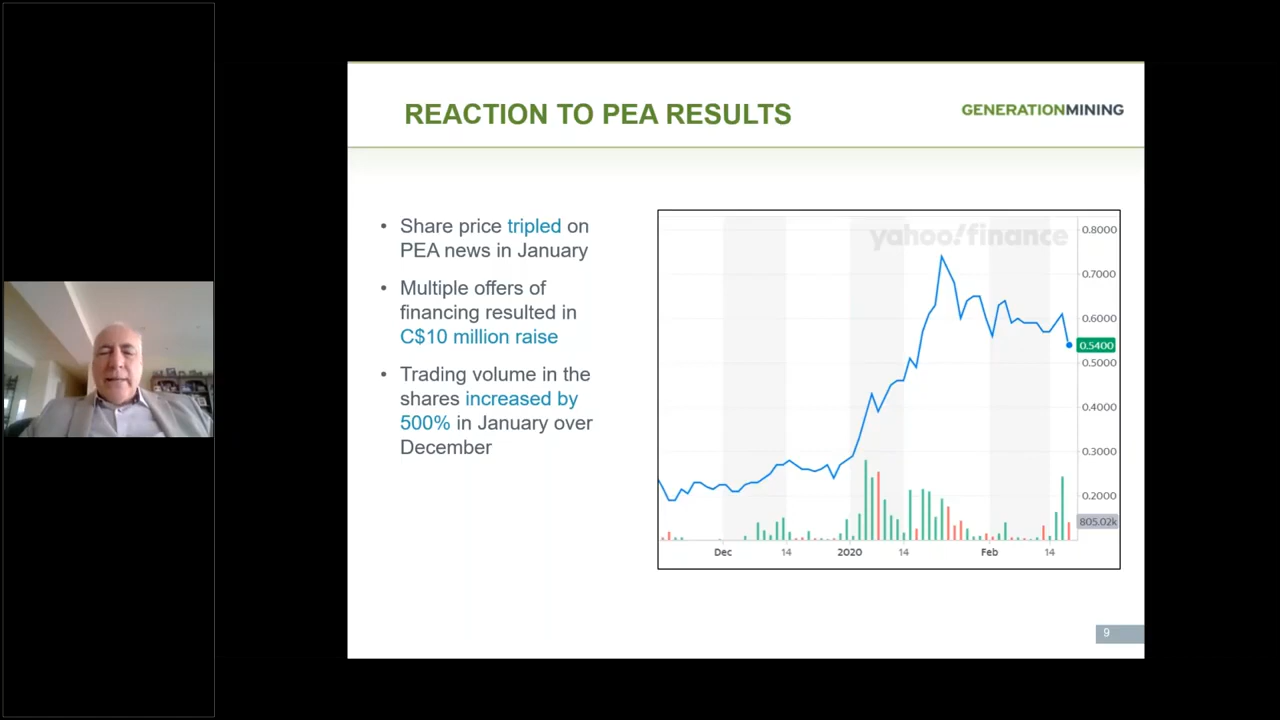 REACTION TO PEA RESULTS
GENERATIONMINING
• Share price tripled on
PEA news in January
• Multiple offers of
financing resulted in
C$10 million raise
• Trading volume in the
shares increased by
500% in January over
December
yahoo!finance
0.8000
0.7000
0.6000
0.5400
0.5000
0.4000
0.3000
0.2000
805.02k
Dec 14 2020 14 Feb 14
9